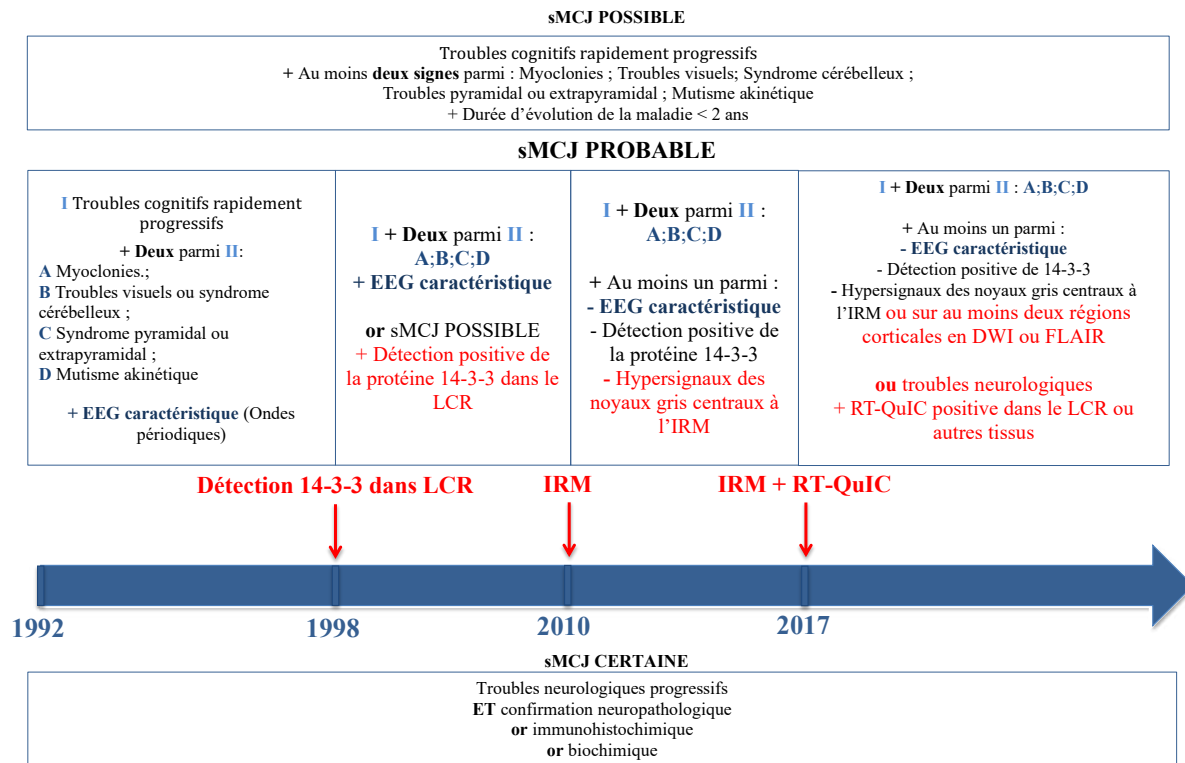 sMCJ POSSIBLE
Troubles cognitifs rapidement progressifs
+ Au moins deux signes parmi : Myoclonies ; Troubles visuels; Syndrome cérébelleux ;
Troubles pyramidal ou extrapyramidal ; Mutisme akinétique
+ Durée d’évolution de la maladie < 2 ans
sMCJ PROBABLE
I Troubles cognitifs rapidement
progressifs
+ Deux parmi II:
A Myoclonies.;
B Troubles visuels ou syndrome
cérébelleux ;
C Syndrome pyramidal ou
extrapyramidal ;
D Mutisme akinétique
+ EEG caractéristique (Ondes
périodiques)
I + Deux parmi II :
A;B;C;D
+ EEG caractéristique
or sMCJ POSSIBLE
+ Détection positive de
la protéine 14-3-3 dans le
LCR
I + Deux parmi II :
A;B;C;D
+ Au moins un parmi :
- EEG caractéristique
- Détection positive de
la protéine 14-3-3
- Hypersignaux des
noyaux gris centraux à
l’IRM
I + Deux parmi II : A;B;C;D
+ Au moins un parmi :
- EEG caractéristique
- Détection positive de 14-3-3
- Hypersignaux des noyaux gris centraux à
l’IRM ou sur au moins deux régions
corticales en DWI ou FLAIR
ou troubles neurologiques
+ RT-QuIC positive dans le LCR ou
autres tissus
Détection 14-3-3 dans LCR
IRM
IRM + RT-QuIC
1992
1998
2010
2017
sMCJ CERTAINE
Troubles neurologiques progressifs
ET confirmation neuropathologique
or immunohistochimique
or biochimique